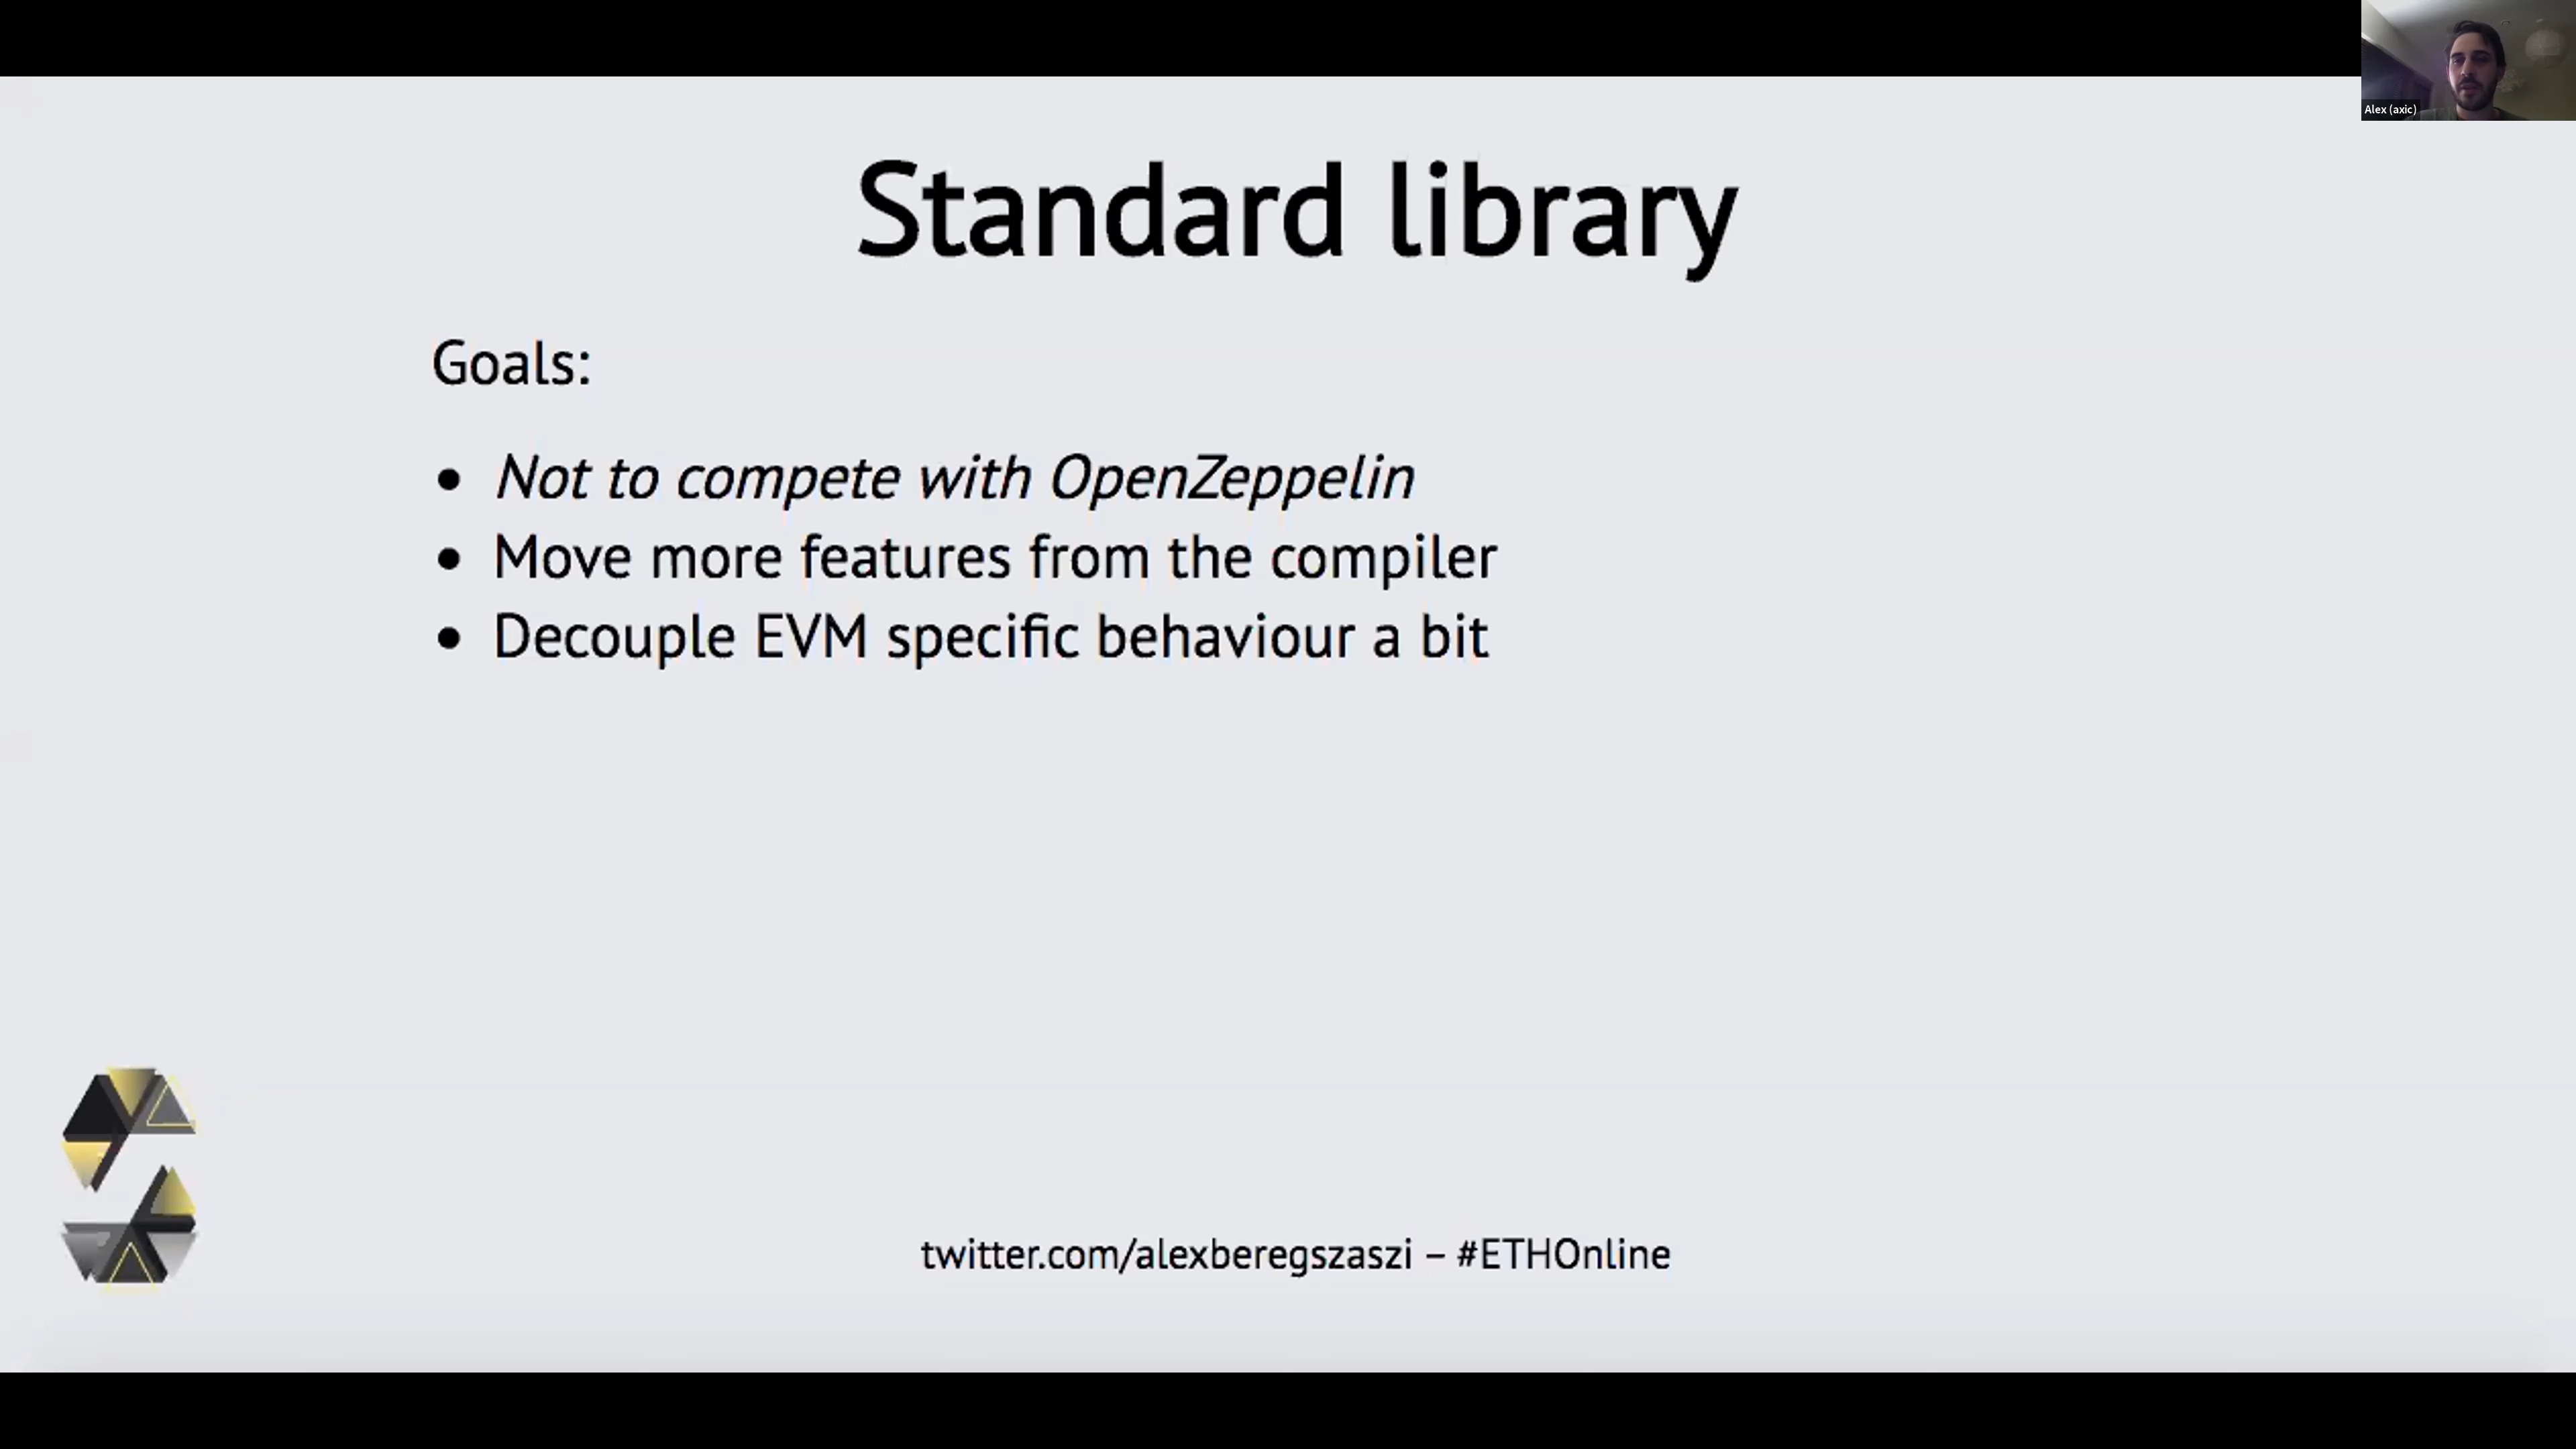 Alex (axic)
Standard library
Goals:
• Not to compete with OpenZeppelin
• Move more features from the compiler
• Decouple EVM specific behaviour a bit
twitter.com/alexberegszaszi – #ETHOnline